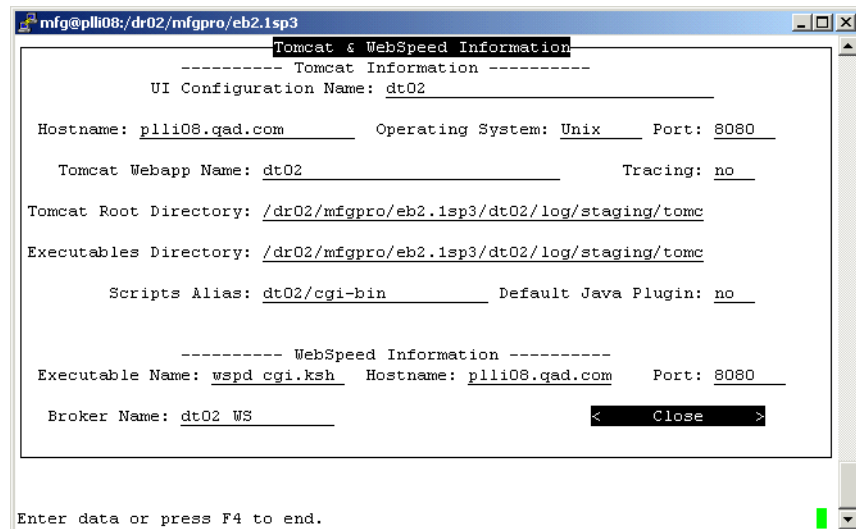 mfg@plli08:/dr02/mfgpro/eb2.1sp3
Tomcat & WebSpeed Information
---------- Tomcat Information ----------
UI Configuration Name: dt02
Hostname: plli08.qad.com Operating System: Unix Port: 8080
Tomcat Webapp Name: dt02 Tracing: no
Tomcat Root Directory: /dr02/mfgpro/eb2.1sp3/dt02/log/staging/tomc
Executables Directory: /dr02/mfgpro/eb2.1sp3/dt02/log/staging/tomc
Scripts Alias: dt02/cgi-bin Default Java Plugin: no
---------- WebSpeed Information ----------
Executable Name: wspd_cgi.ksh Hostname: plli08.qad.com Port: 8080
Broker Name: dt02_WS < Close >
Enter data or press F4 to end.